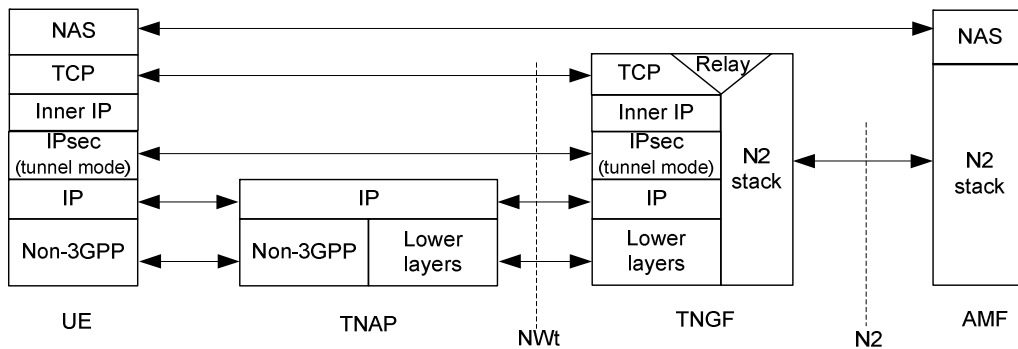 NAS
TCP
Inner IP
IPsec
(tunnel mode)
IP
Non-3GPP
UE
IP
Non-3GPP
Lower
layers
TNAP
NWt
TCP
Relay
Inner IP
IPsec
(tunnel mode)
IP
Lower
layers
N2
stack
TNGF
N2
NAS
N2
stack
AMF